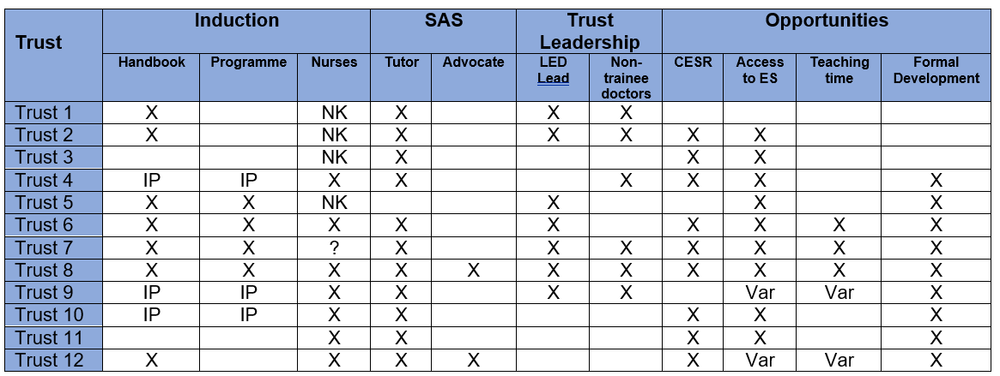 Trust Induction SAS Trust Leadership Opportunities
Handbook Programme Nurses Tutor Advocate LED Lead Non-trainee doctors CESR Access to ES Teaching time Formal Development
Trust 1 X NK X X X
Trust 2 X NK X X X X X
Trust 3 NK X X X
Trust 4 IP IP X X X X X X
Trust 5 X X NK X X X
Trust 6 X X X X X X X X X
Trust 7 X X ? X X X X X X X
Trust 8 X X X X X X X X X X X
Trust 9 IP IP X X X X Var Var X
Trust 10 IP IP X X X X X
Trust 11 X X X X X
Trust 12 X X X X X Var Var X